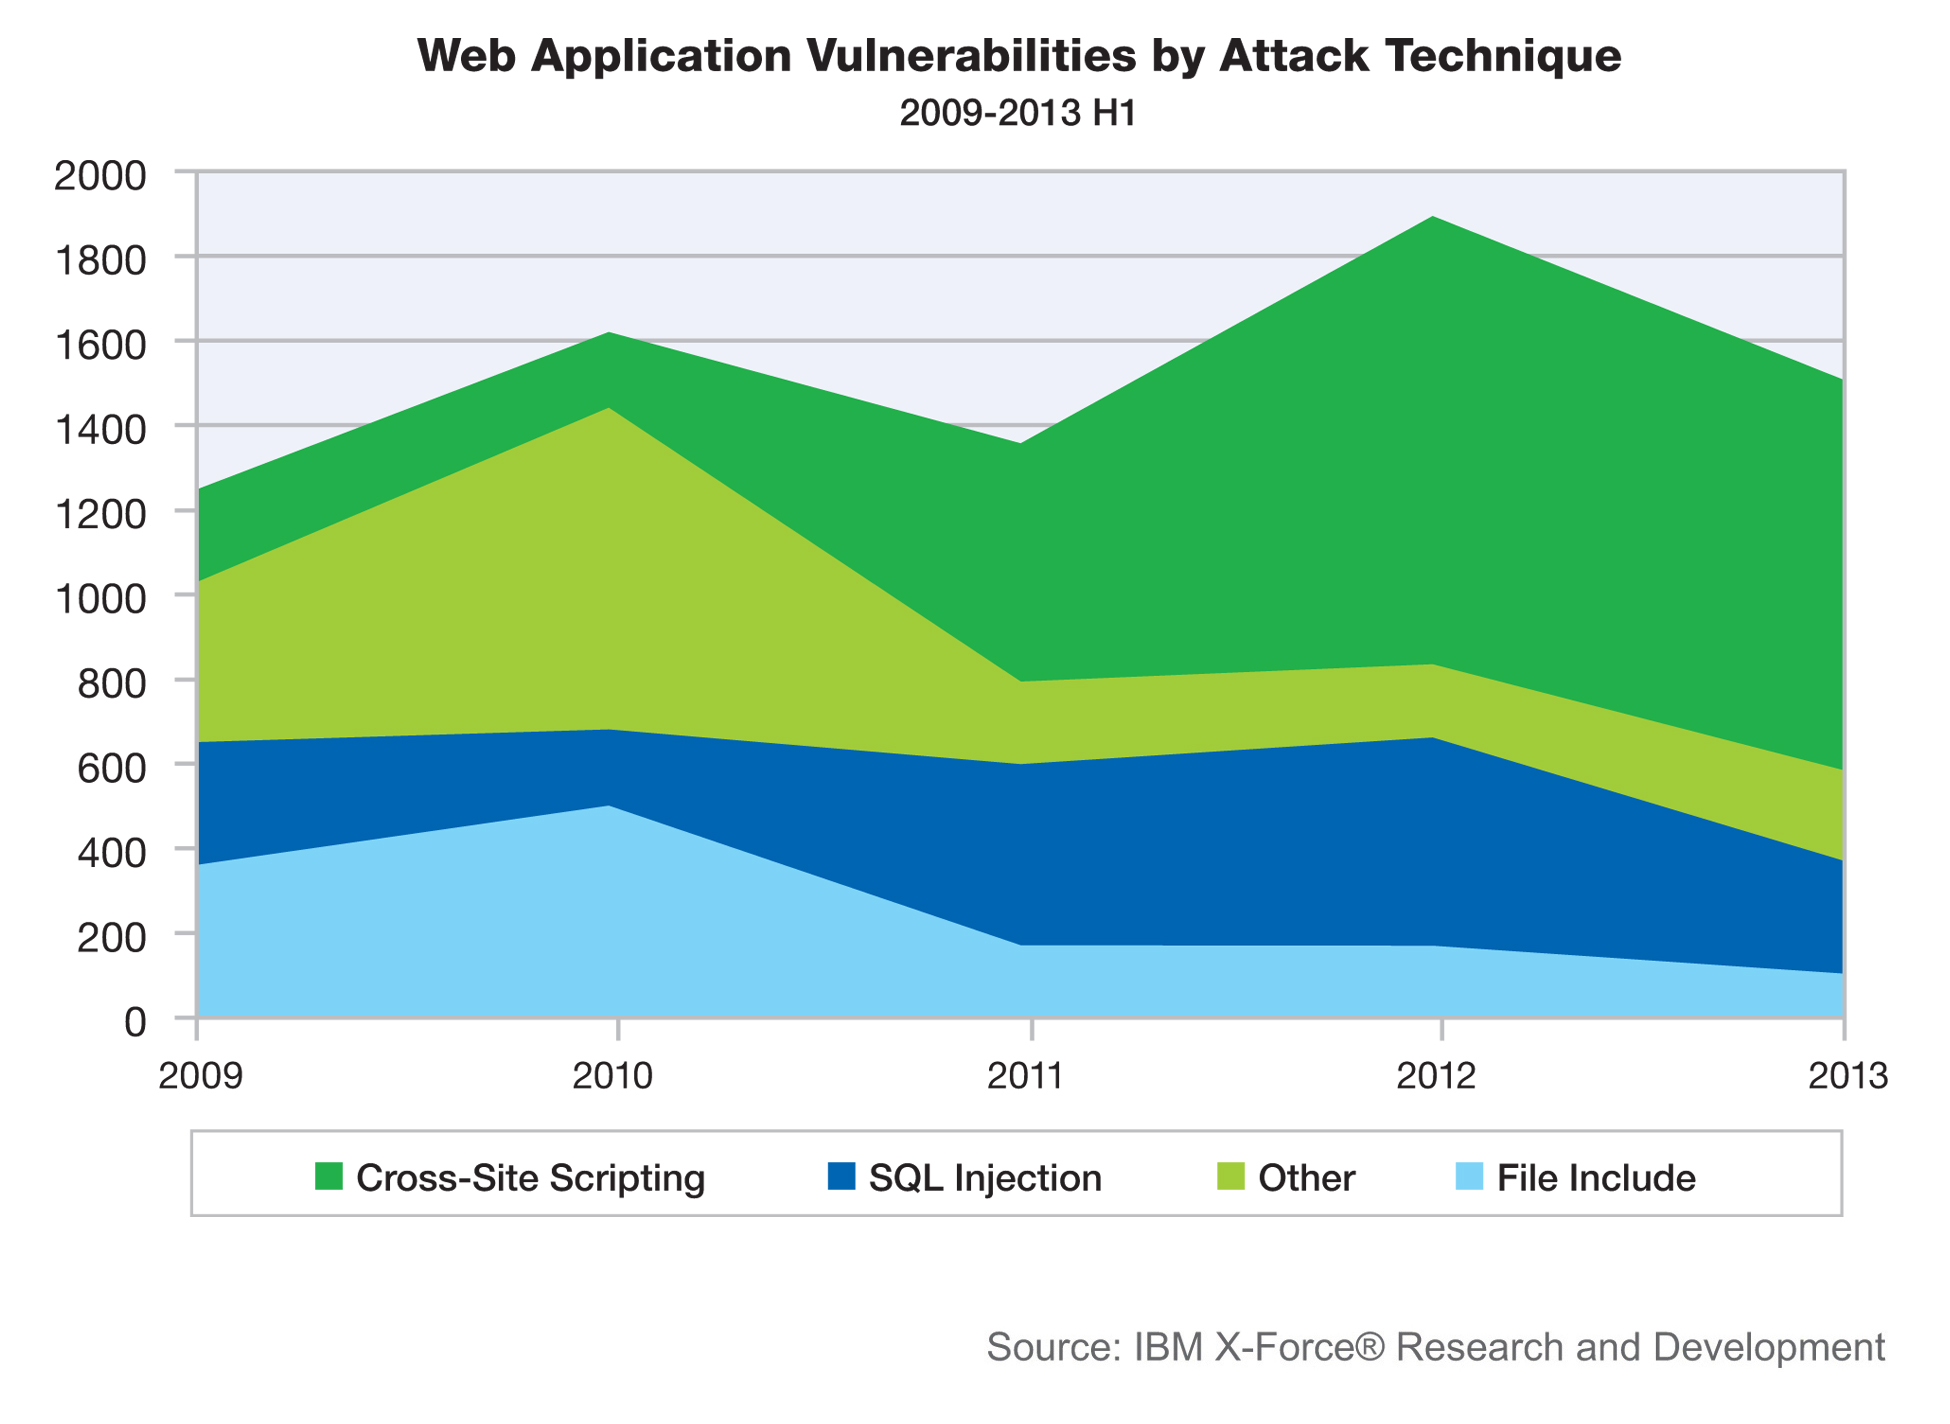 Web Application Vulnerabilities by Attack Technique
2009-2013 H1
2000
1800
1600
1400
1200
1000
800
600
400
200
0
2009 2010 2011 2012 2013
Cross-Site Scripting SQL Injection Other File Include
Source: IBM X-Force® Research and Development